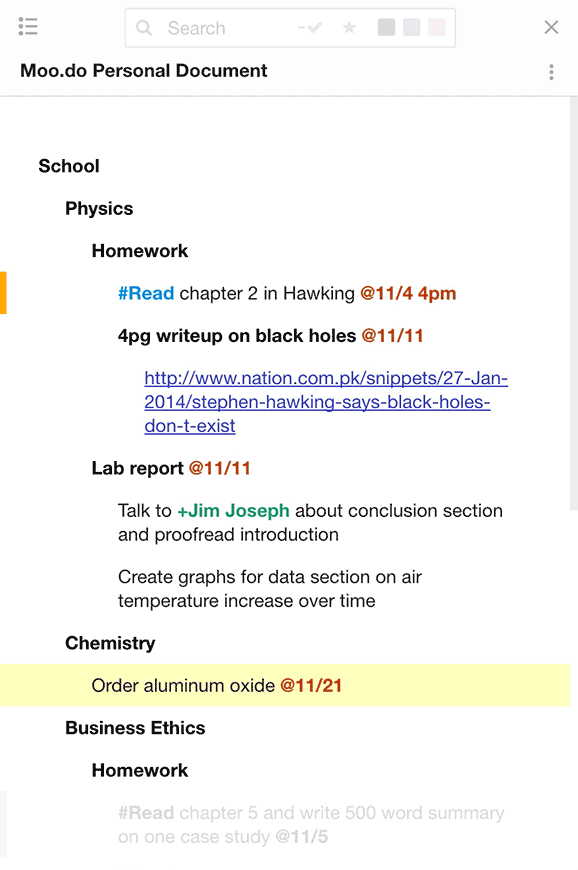 Search
Moo.do Personal Document
School
Physics
Homework
#Read chapter 2 in Hawking @11/4 4pm
4pg writeup on black holes @11/11
http://www.nation.com.pk/snippets/27-Jan-
2014/stephen-hawking-says-black-holes-
don-t-exist
Lab report @11/11
Talk to +Jim Joseph about conclusion section
and proofread introduction
Create graphs for data section on air
temperature increase over time
Chemistry
Order aluminum oxide @11/21
Business Ethics
Homework
#Read chapter 5 and write 500 word summary
on one case study @11/5